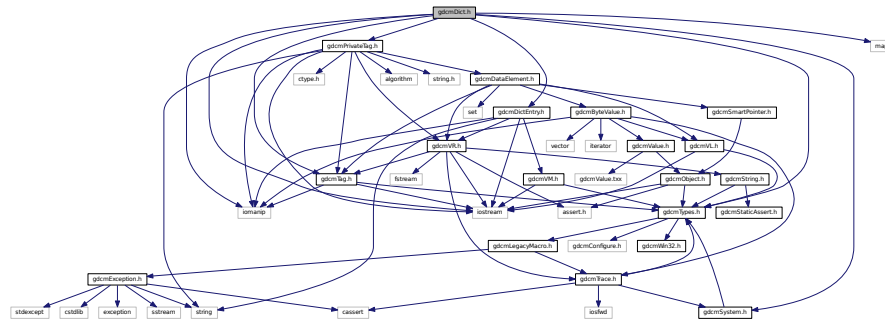 gdcmDict.h
gdcmPrivateTag.h
ctype.h
algorithm
string.h
gdcmDataElement.h
set
gdcmDictEntry.h
gdcmByteValue.h
gdcmSmartPointer.h
gdcmVR.h
vector
iterator
gdcmValue.h
gdcmVL.h
gdcmTag.h
fstream
gdcmVM.h
gdcmValue.txx
gdcmObject.h
gdcmString.h
iomanip
iostream
assert.h
gdcmTypes.h
gdcmStaticAssert.h
gdcmLegacyMacro.h
gdcmConfigure.h
gdcmWin32.h
gdcmException.h
gdcmTrace.h
stdexcept
cstdlib
exception
sstream
string
cassert
iosfwd
gdcmSystem.h